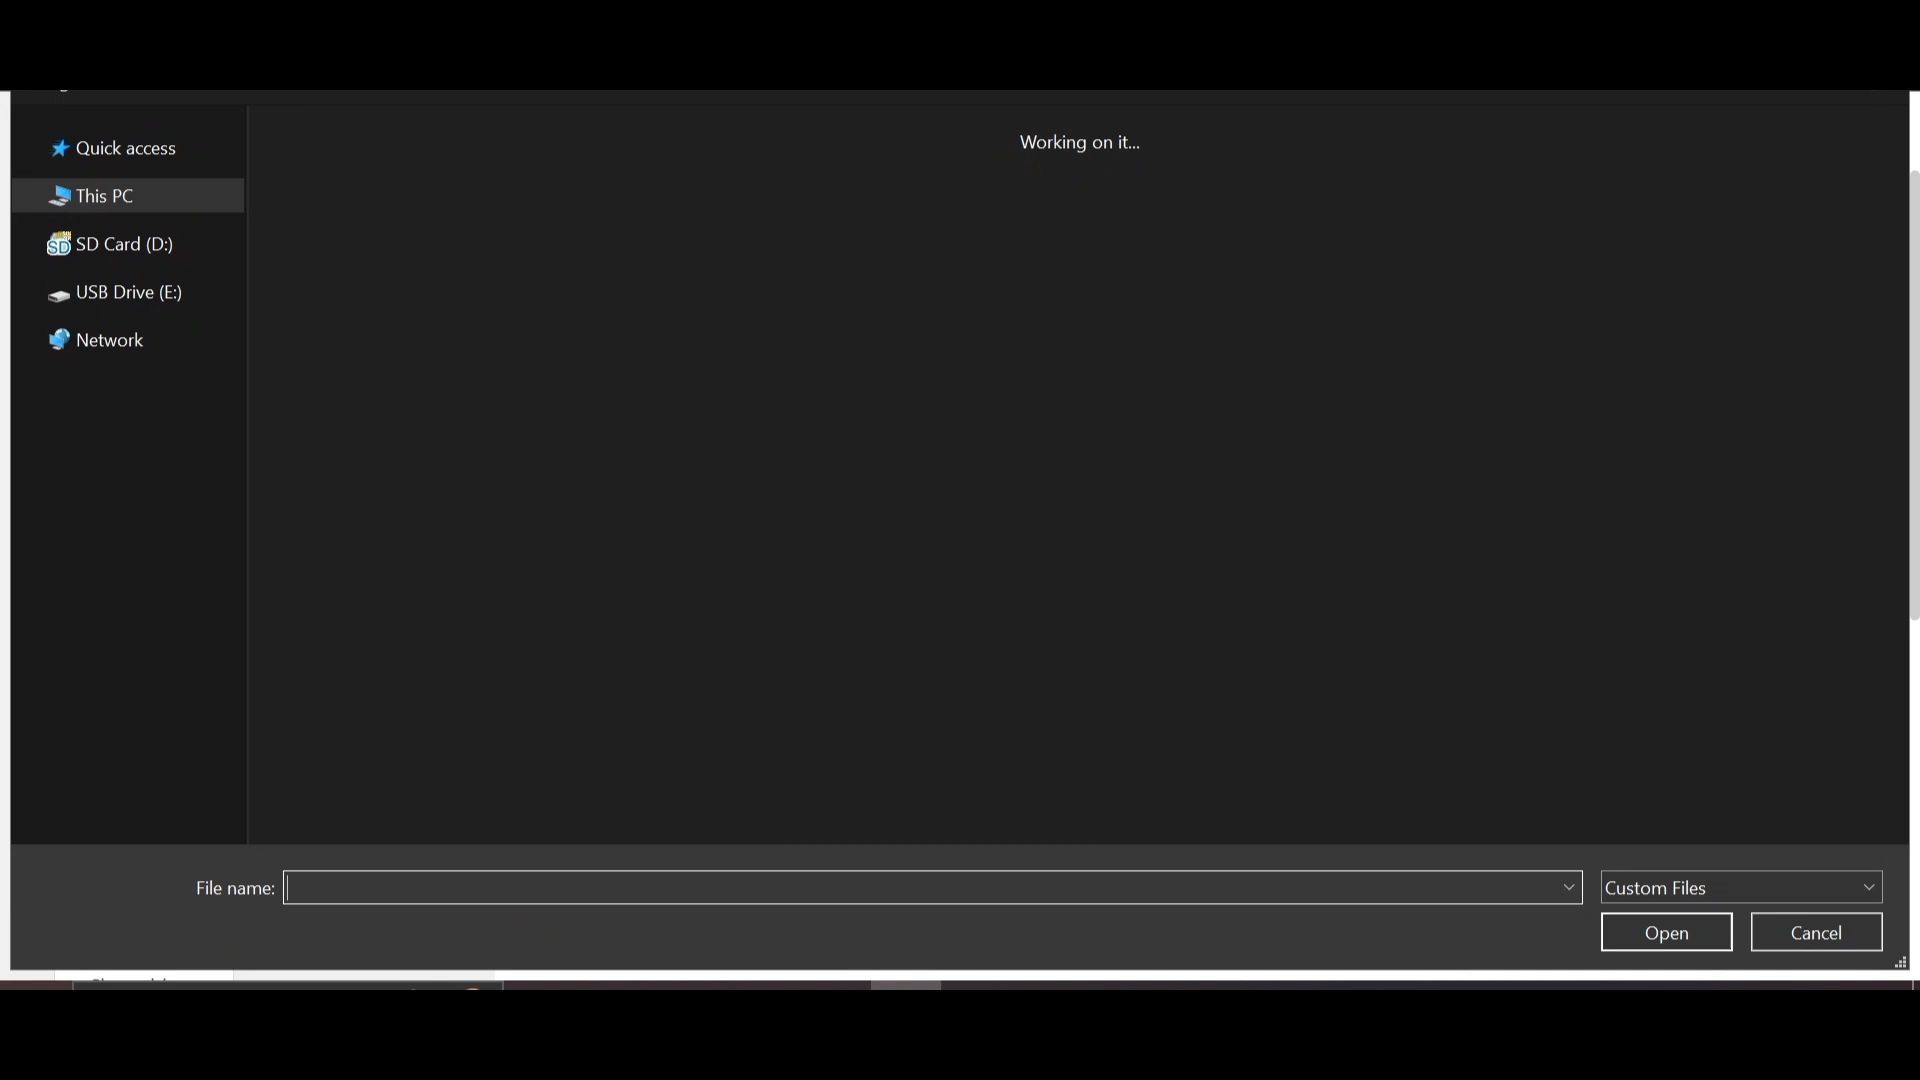 Quick access
This PC
SD Card (D:)
USB Drive (E:)
Network
Working on it...
File name:
Custom Files
Open
Cancel